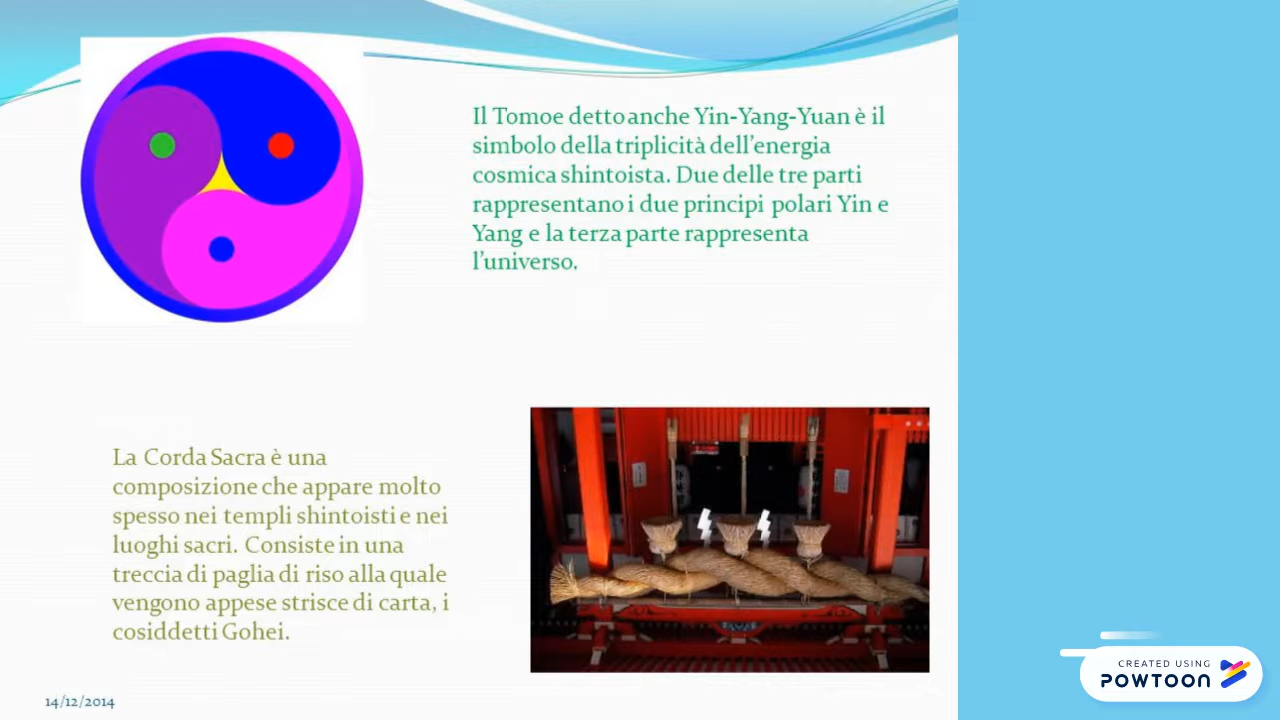 Il Tomoe detto anche Yin-Yang-Yuan è il
simbolo della triplicità dell'energia
cosmica shintoista. Due delle tre parti
rappresentano i due principi polari Yin e
Yang e la terza parte rappresenta
l'universo.
La Corda Sacra è una
composizione che appare molto
spesso nei templi shintoisti e nei
luoghi sacri. Consiste in una
treccia di paglia di riso alla quale
vengono appese strisce di carta, i
cosiddetti Gohei.
14/12/2014
CREATED USING
POWTOON